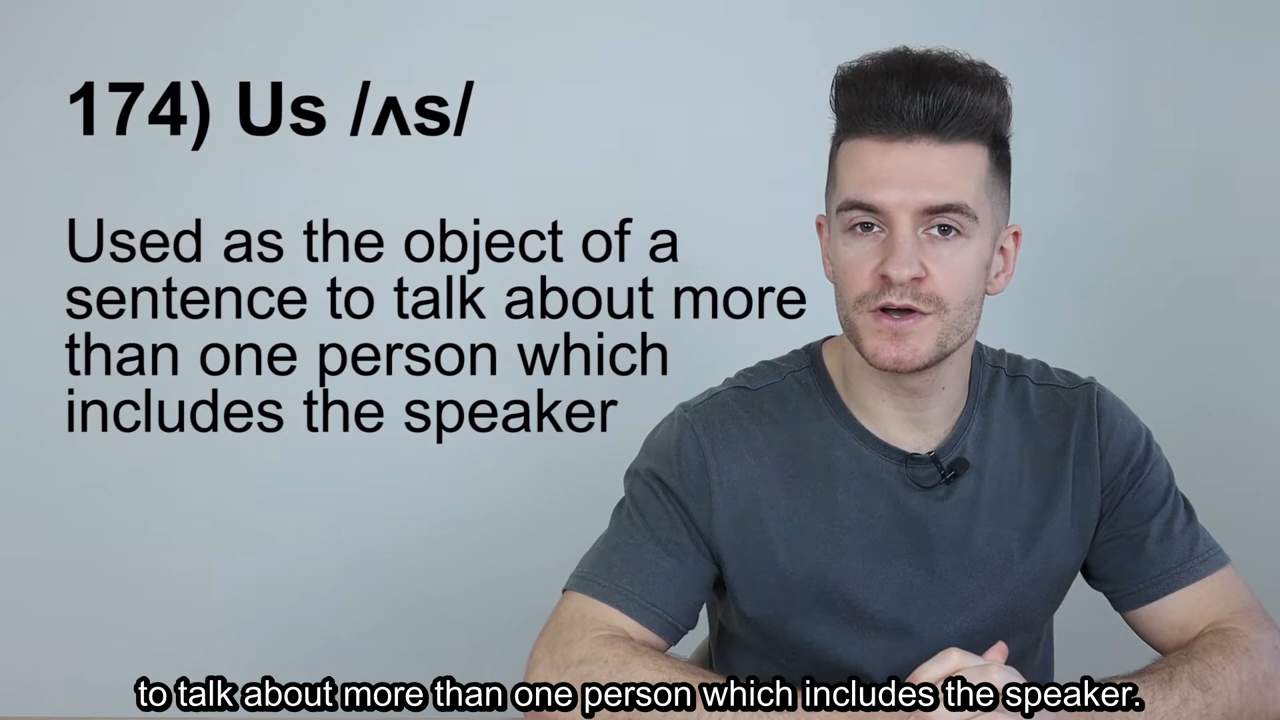 174) Us /ʌs/
Used as the object of a
sentence to talk about more
than one person which
includes the speaker
to talk about more than one person which includes the speaker.